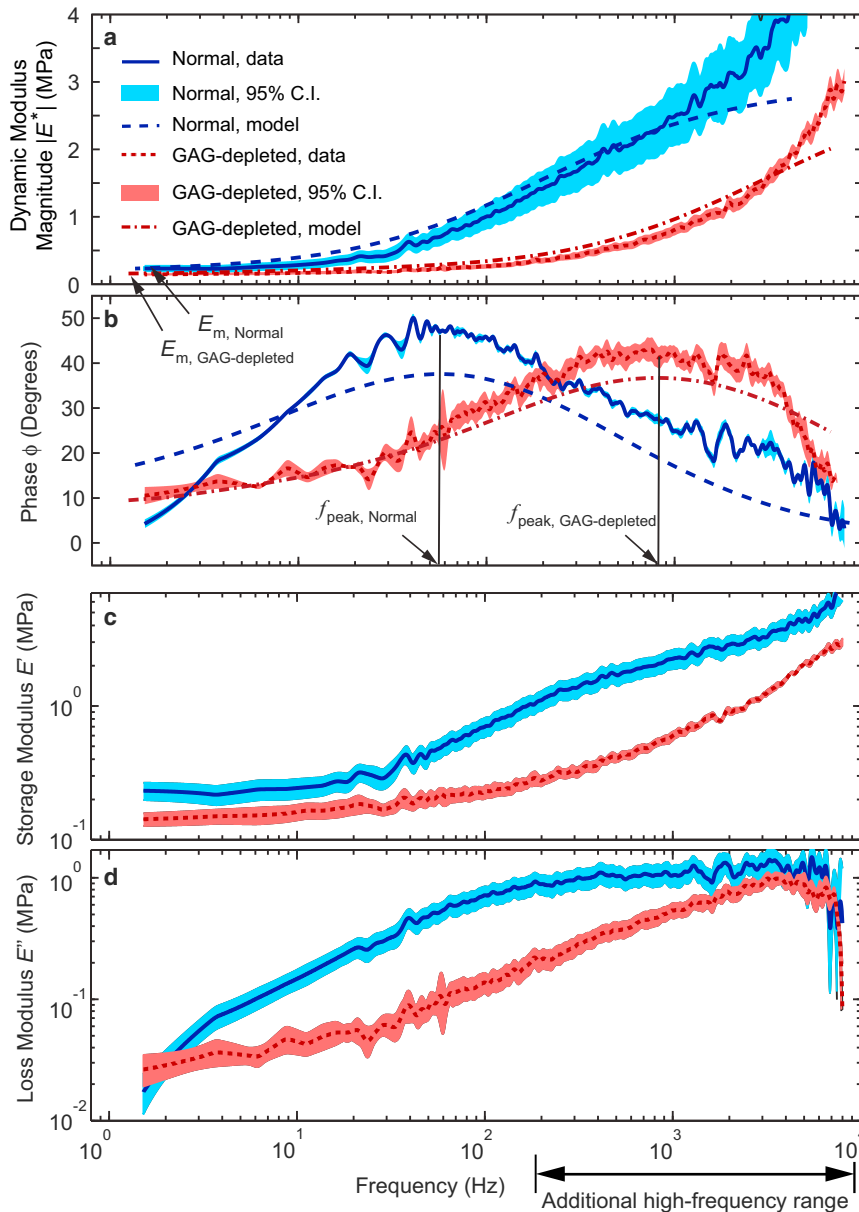 a
Dynamic Modulus
Magnitude |E*| (MPa)
4
3
2
1
0
Normal, data
Normal, 95% C.I.
Normal, model
GAG-depleted, data
GAG-depleted, 95% C.I.
GAG-depleted, model
Em, Normal
Em, GAG-depleted
b
Phase ϕ (Degrees)
50
40
30
20
10
0
fpeak, Normal
fpeak, GAG-depleted
c
Storage Modulus E' (MPa)
10^0
10^-1
d
Loss Modulus E" (MPa)
10^0
10^-1
10^-2
10^0 10^1 10^2 10^3 10
Frequency (Hz)
Additional high-frequency range